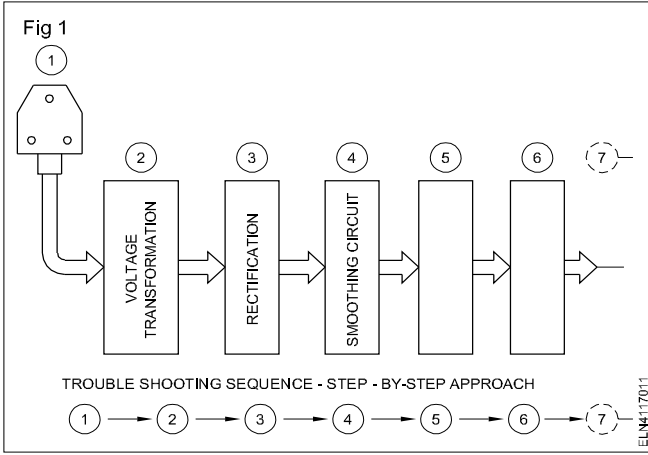 Fig 1
1
2
3
4
5
6
7
VOLTAGE
TRANSFORMATION
RECTIFICATION
SMOOTHING CIRCUIT
TROUBLE SHOOTING SEQUENCE - STEP - BY-STEP APPROACH
1 2 3 4 5 6 7
ELN4117011